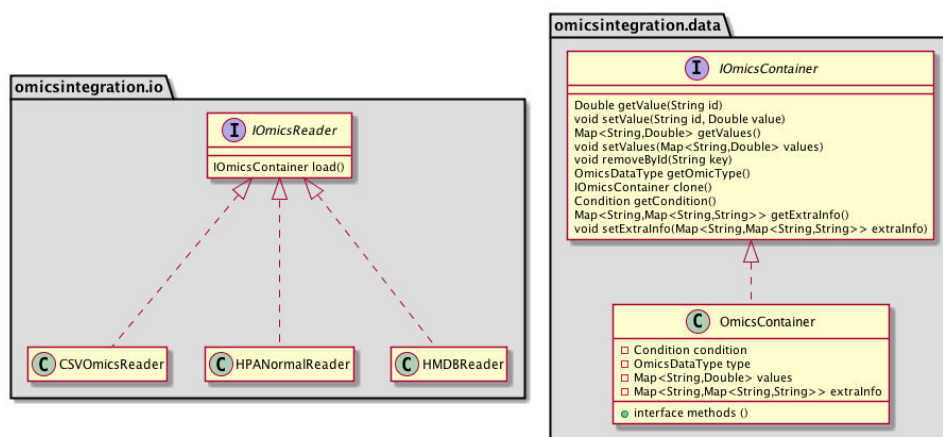 omicsintegration.io
I IOmicsReader
IOmicsContainer load()
C CSVOmicsReader
C HPANormalReader
C HMDBReader
omicsintegration.data
I IOmicsContainer
Double getValue(String id)
void setValue(String id, Double value)
Map<String,Double> getValues()
void setValues(Map<String,Double> values)
void removeById(String key)
OmicsDataType getOmicType()
IOmicsContainer clone()
Condition getCondition()
Map<String,Map<String,String>> getExtraInfo()
void setExtraInfo(Map<String,Map<String,String>> extraInfo)
C OmicsContainer
Condition condition
OmicsDataType type
Map<String,Double> values
Map<String,Map<String,String>> extraInfo
interface methods ()